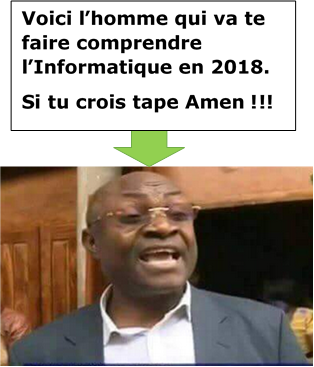 Voici l’homme qui va te
faire comprendre
l’Informatique en 2018.
Si tu crois tape Amen !!!